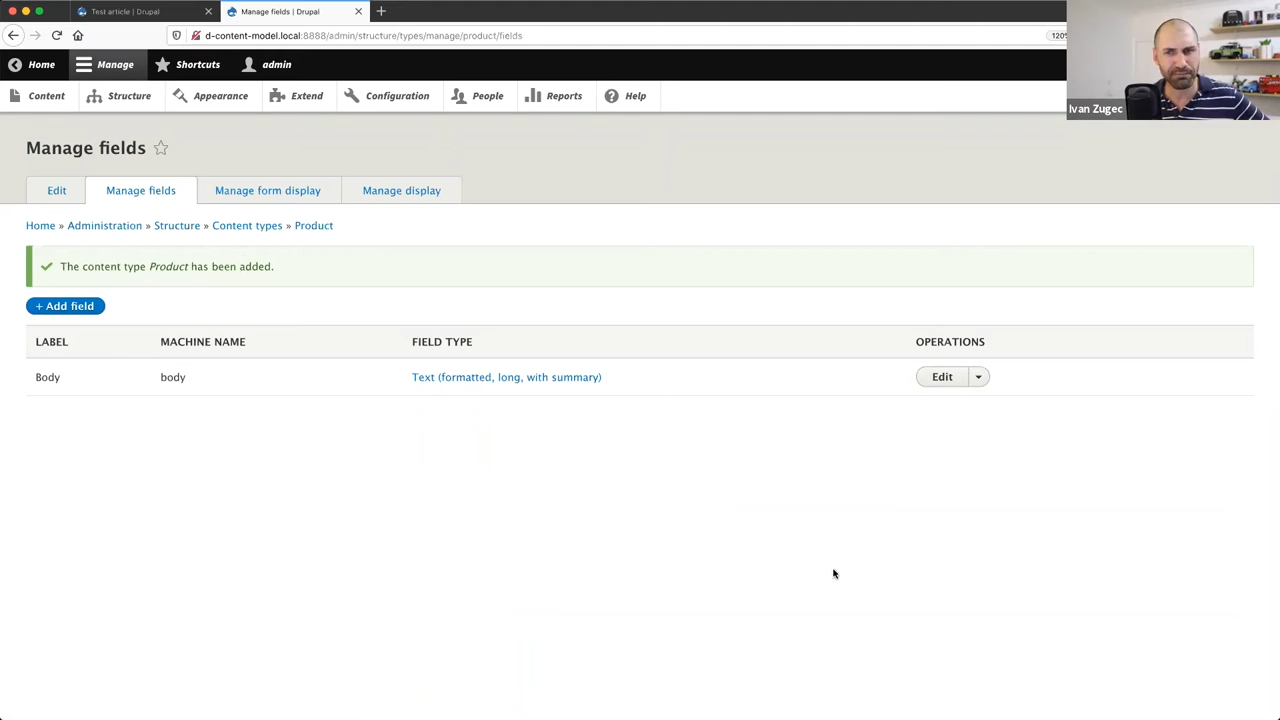 Test article | Drupal
Manage fields | Drupal
d-content-model.local:8888/admin/structure/types/manage/product/fields
120%
Home
Manage
Shortcuts
admin
Content
Structure
Appearance
Extend
Configuration
People
Reports
Help
Ivan Zugec
Manage fields
Edit
Manage fields
Manage form display
Manage display
Home » Administration » Structure » Content types » Product
The content type Product has been added.
+ Add field
LABEL MACHINE NAME FIELD TYPE OPERATIONS
Body body Text (formatted, long, with summary) Edit